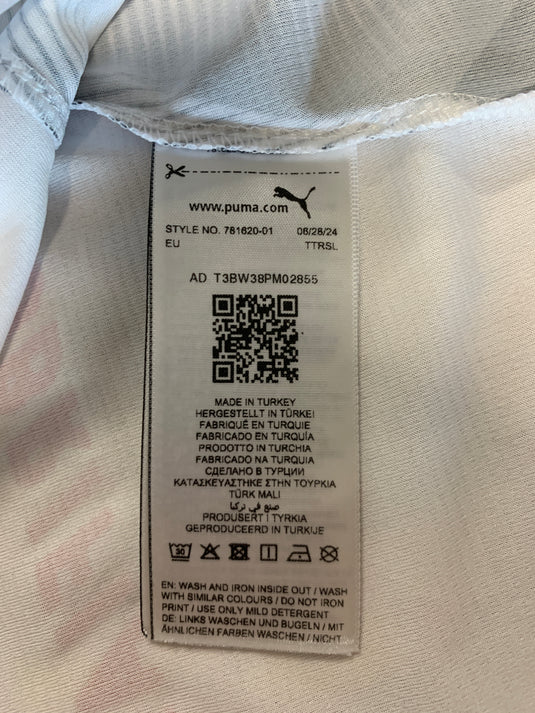 www.puma.com
STYLE NO. 781620-01 08/28/24
EU TTRSL
AD T3BW38PM02855
MADE IN TURKEY
HERGESTELLT IN TÜRKEI
FABRIQUÉ EN TURQUIE
FABRICADO EN TURQUÍA
PRODOTTO IN TURCHIA
FABRICADO NA TURQUIA
СДЕЛАНО В ТУРЦИИ
ΚΑΤΑΣΚΕΥΑΣΤΗΚΕ ΣΤΗΝ ΤΟΥΡΚΙΑ
TÜRK MALI
صنع في تركيا
PRODUSERT I TYRKIA
GEPRODUCEERD IN TURKIJE
30
EN: WASH AND IRON INSIDE OUT / WASH
WITH SIMILAR COLOURS / DO NOT IRON
PRINT / USE ONLY MILD DETERGENT
DE: LINKS WASCHEN UND BUGELN / MIT
ÄHNLICHEN FARBEN WASCHEN / NICHT